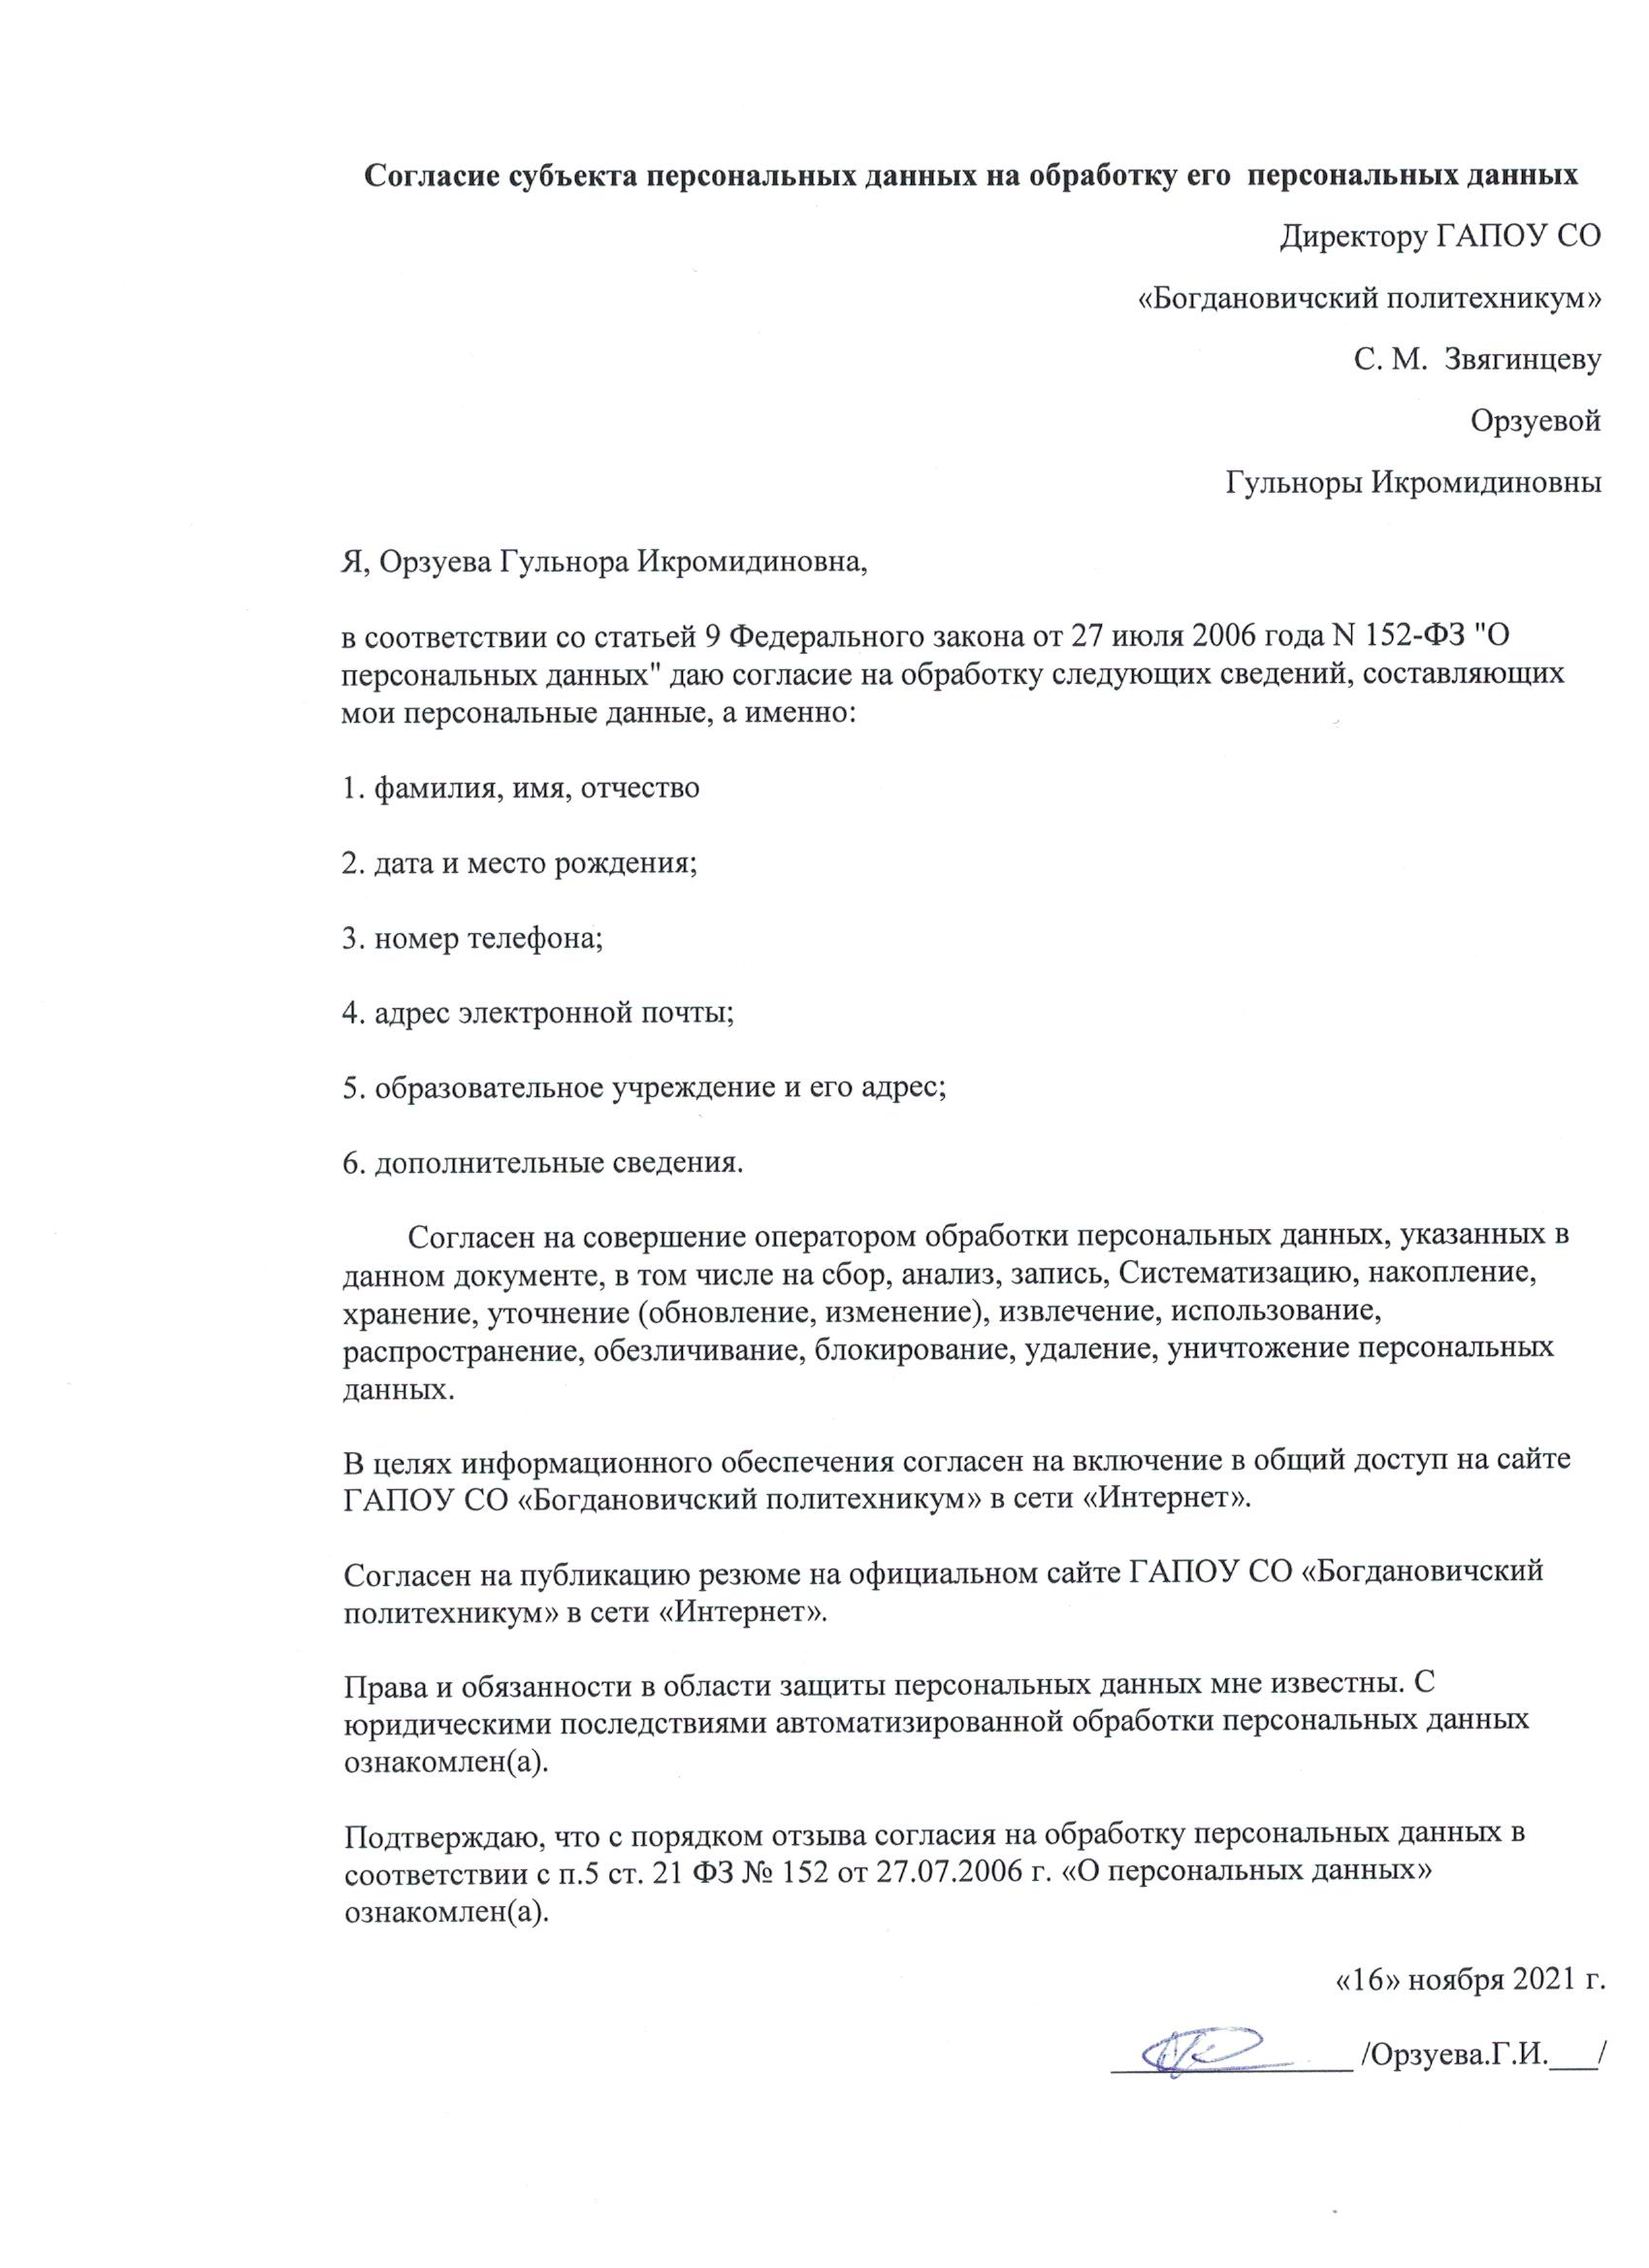 Согласие субъекта персональных данных на обработку его  персональных данных
Директору ГАПОУ СО
«Богдановичский политехникум»
С. М.  Звягинцеву
Орзуевой
Гульноры Икромидиновны
Я, Орзуева Гульнора Икромидиновна,
в соответствии со статьей 9 Федерального закона от 27 июля 2006 года N 152-ФЗ "О
персональных данных" даю согласие на обработку следующих сведений, составляющих
мои персональные данные, а именно:
1. фамилия, имя, отчество
2. дата и место рождения;
3. номер телефона;
4. адрес электронной почты;
5. образовательное учреждение и его адрес;
6. дополнительные сведения.
Согласен на совершение оператором обработки персональных данных, указанных в
данном документе, в том числе на сбор, анализ, запись, Систематизацию, накопление,
хранение, уточнение (обновление, изменение), извлечение, использование,
распространение, обезличивание, блокирование, удаление, уничтожение персональных
данных.
В целях информационного обеспечения согласен на включение в общий доступ на сайте
ГАПОУ СО «Богдановичский политехникум» в сети «Интернет».
Согласен на публикацию резюме на официальном сайте ГАПОУ СО «Богдановичский
политехникум» в сети «Интернет».
Права и обязанности в области защиты персональных данных мне известны. С
юридическими последствиями автоматизированной обработки персональных данных
ознакомлен(а).
Подтверждаю, что с порядком отзыва согласия на обработку персональных данных в
соответствии с п.5 ст. 21 ФЗ № 152 от 27.07.2006 г. «О персональных данных»
ознакомлен(а).
«16» ноября 2021 г.
_______________ /Орзуева.Г.И.___/